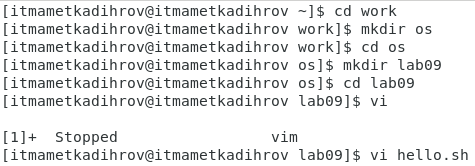 [itmametkadihrov@itmametkadihrov ~]$ cd work
[itmametkadihrov@itmametkadihrov work]$ mkdir os
[itmametkadihrov@itmametkadihrov work]$ cd os
[itmametkadihrov@itmametkadihrov os]$ mkdir lab09
[itmametkadihrov@itmametkadihrov os]$ cd lab09
[itmametkadihrov@itmametkadihrov lab09]$ vi
[1]+  Stopped                 vim
[itmametkadihrov@itmametkadihrov lab09]$ vi hello.sh